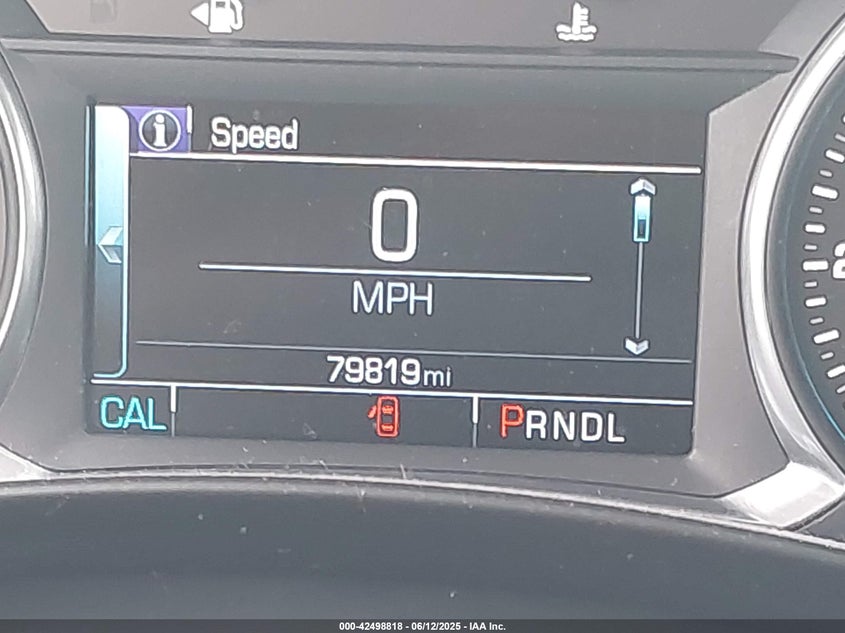 Speed
0
MPH
79819mi
CAL
PRNDL
000-42498818 - 06/12/2025 - IAA Inc.